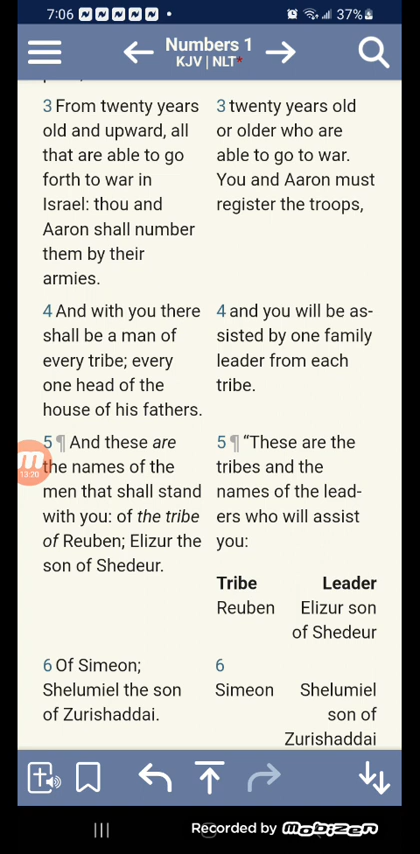 7:06 37%
Numbers 1
KJV | NLT*
3 From twenty years
old and upward, all
that are able to go
forth to war in
Israel: thou and
Aaron shall number
them by their
armies.
3 twenty years old
or older who are
able to go to war.
You and Aaron must
register the troops,
4 And with you there
shall be a man of
every tribe; every
one head of the
house of his fathers.
4 and you will be as-
sisted by one family
leader from each
tribe.
5 ¶ And these are
the names of the
men that shall stand
with you: of the tribe
of Reuben; Elizur the
son of Shedeur.
5 ¶ “These are the
tribes and the
names of the lead-
ers who will assist
you:
Tribe Leader
Reuben Elizur son
of Shedeur
6 Of Simeon;
Shelumiel the son
of Zurishaddai.
6
Simeon Shelumiel
son of
Zurishaddai
13:20
Recorded by mobizen